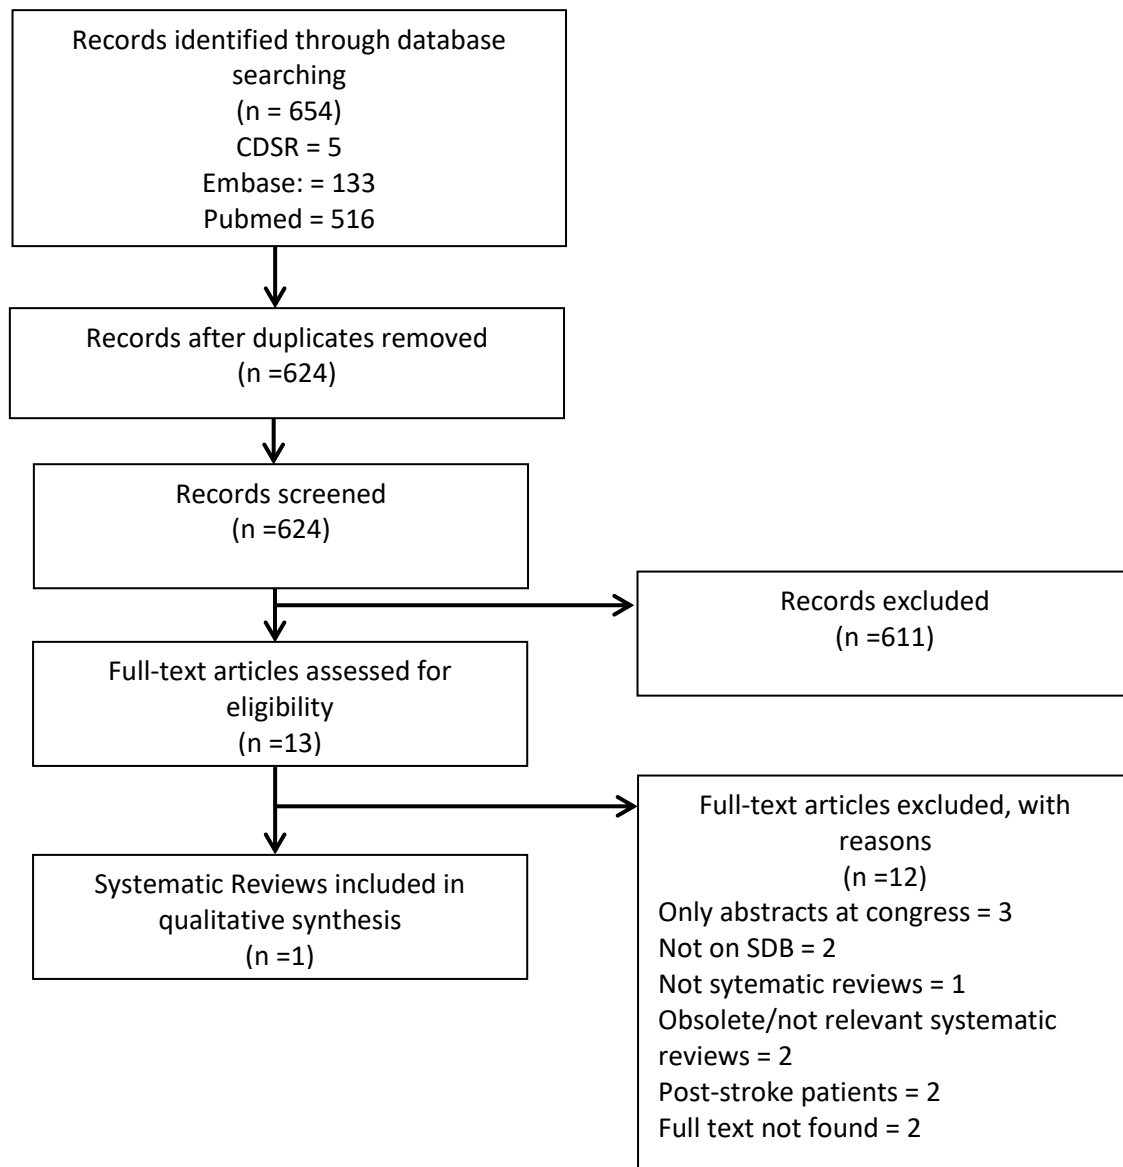 Records identified through database
searching
(n = 654)
CDSR = 5
Embase: = 133
Pubmed = 516
Records after duplicates removed
(n =624)
Records screened
(n =624)
Records excluded
(n =611)
Full-text articles assessed for
eligibility
(n =13)
Full-text articles excluded, with
reasons
(n =12)
Only abstracts at congress = 3
Not on SDB = 2
Not sytematic reviews = 1
Obsolete/not relevant systematic
reviews = 2
Post-stroke patients = 2
Full text not found = 2
Systematic Reviews included in
qualitative synthesis
(n =1)